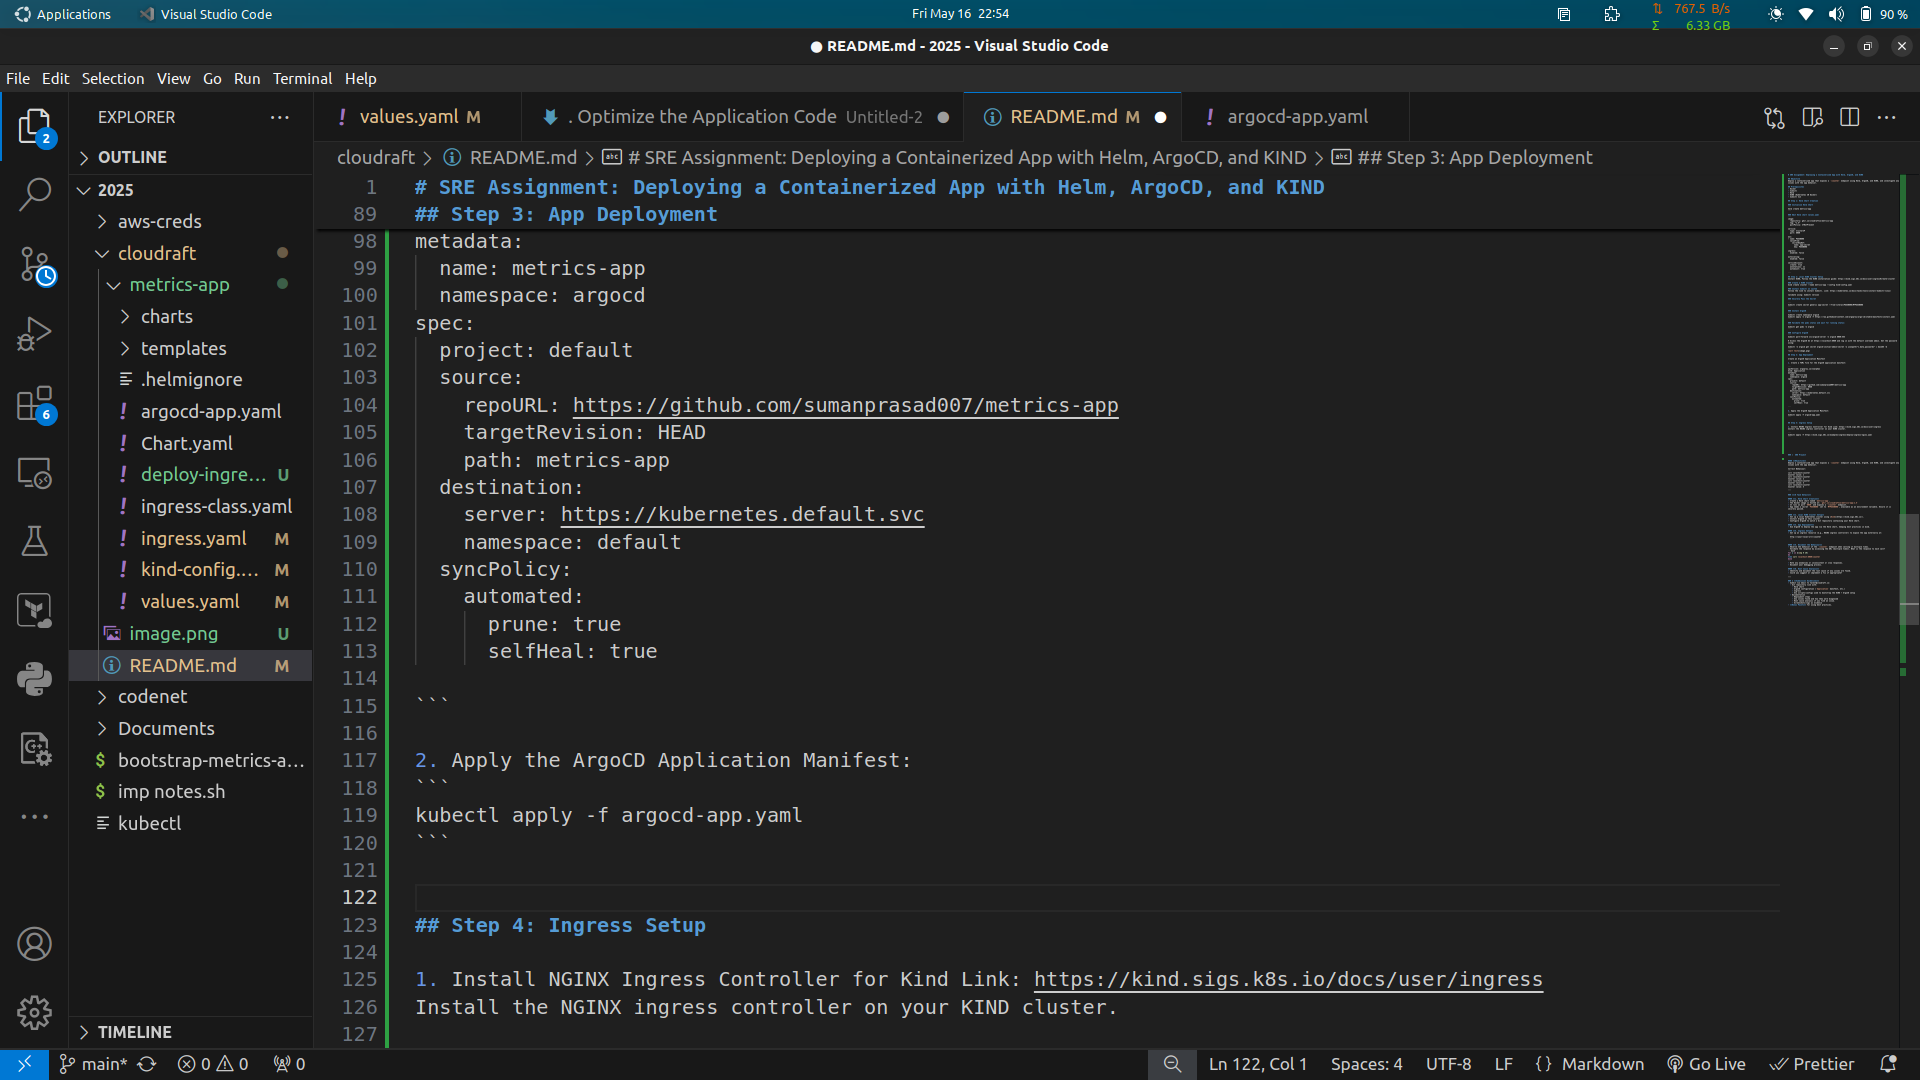 Applications
Visual Studio Code
Fri May 16 22:54
767.5 B/s
Σ 6.33 GB
90 %
● README.md - 2025 - Visual Studio Code
File Edit Selection View Go Run Terminal Help
EXPLORER
OUTLINE
2025
aws-creds
cloudraft
metrics-app
charts
templates
.helmignore
argocd-app.yaml
Chart.yaml
deploy-ingre... U
ingress-class.yaml
ingress.yaml M
kind-config.... M
values.yaml M
image.png U
README.md M
codenet
Documents
bootstrap-metrics-a...
imp notes.sh
kubectl
TIMELINE
2
6
values.yaml M
. Optimize the Application Code Untitled-2
README.md M
argocd-app.yaml
cloudraft > README.md > # SRE Assignment: Deploying a Containerized App with Helm, ArgoCD, and KIND > ## Step 3: App Deployment
1 # SRE Assignment: Deploying a Containerized App with Helm, ArgoCD, and KIND
89 ## Step 3: App Deployment
98 metadata:
99 name: metrics-app
100 namespace: argocd
101 spec:
102 project: default
103 source:
104 repoURL: https://github.com/sumanprasad007/metrics-app
105 targetRevision: HEAD
106 path: metrics-app
107 destination:
108 server: https://kubernetes.default.svc
109 namespace: default
110 syncPolicy:
111 automated:
112 prune: true
113 selfHeal: true
114
115 ```
116
117 2. Apply the ArgoCD Application Manifest:
118 ```
119 kubectl apply -f argocd-app.yaml
120 ```
121
122
123 ## Step 4: Ingress Setup
124
125 1. Install NGINX Ingress Controller for Kind Link: https://kind.sigs.k8s.io/docs/user/ingress
126 Install the NGINX ingress controller on your KIND cluster.
127
main* 0 0 0
Ln 122, Col 1 Spaces: 4 UTF-8 LF {} Markdown Go Live Prettier